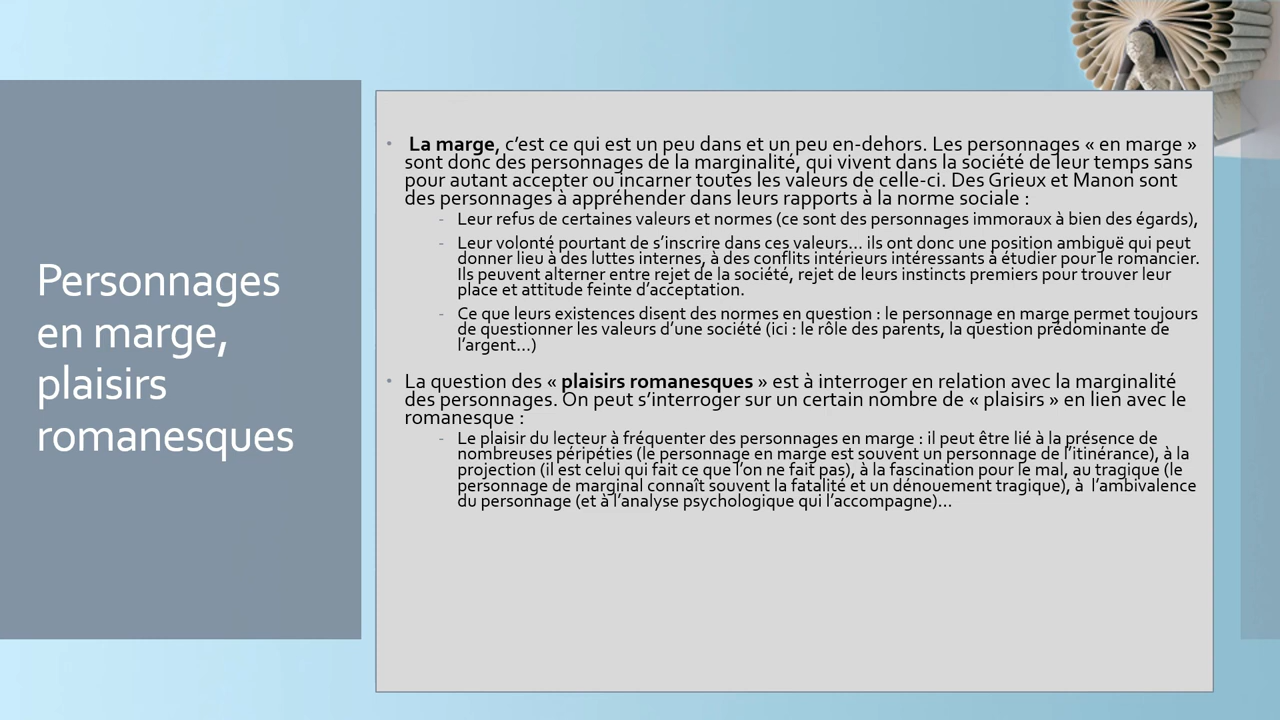 Personnages
en marge,
plaisirs
romanesques
• La marge, c’est ce qui est un peu dans et un peu en-dehors. Les personnages « en marge »
sont donc des personnages de la marginalité, qui vivent dans la société de leur temps sans
pour autant accepter ou incarner toutes les valeurs de celle-ci. Des Grieux et Manon sont
des personnages à appréhender dans leurs rapports à la norme sociale :
- Leur refus de certaines valeurs et normes (ce sont des personnages immoraux à bien des égards),
- Leur volonté pourtant de s’inscrire dans ces valeurs… ils ont donc une position ambiguë qui peut
donner lieu à des luttes internes, à des conflits intérieurs intéressants à étudier pour le romancier.
Ils peuvent alterner entre rejet de la société, rejet de leurs instincts premiers pour trouver leur
place et attitude feinte d’acceptation.
- Ce que leurs existences disent des normes en question : le personnage en marge permet toujours
de questionner les valeurs d’une société (ici : le rôle des parents, la question prédominante de
l’argent…)
• La question des « plaisirs romanesques » est à interroger en relation avec la marginalité
des personnages. On peut s’interroger sur un certain nombre de « plaisirs » en lien avec le
romanesque :
- Le plaisir du lecteur à fréquenter des personnages en marge : il peut être lié à la présence de
nombreuses péripéties (le personnage en marge est souvent un personnage de l’itinérance), à la
projection (il est celui qui fait ce que l’on ne fait pas), à la fascination pour le mal, au tragique (le
personnage de marginal connaît souvent la fatalité et un dénouement tragique), à l’ambivalence
du personnage (et à l’analyse psychologique qui l’accompagne)…